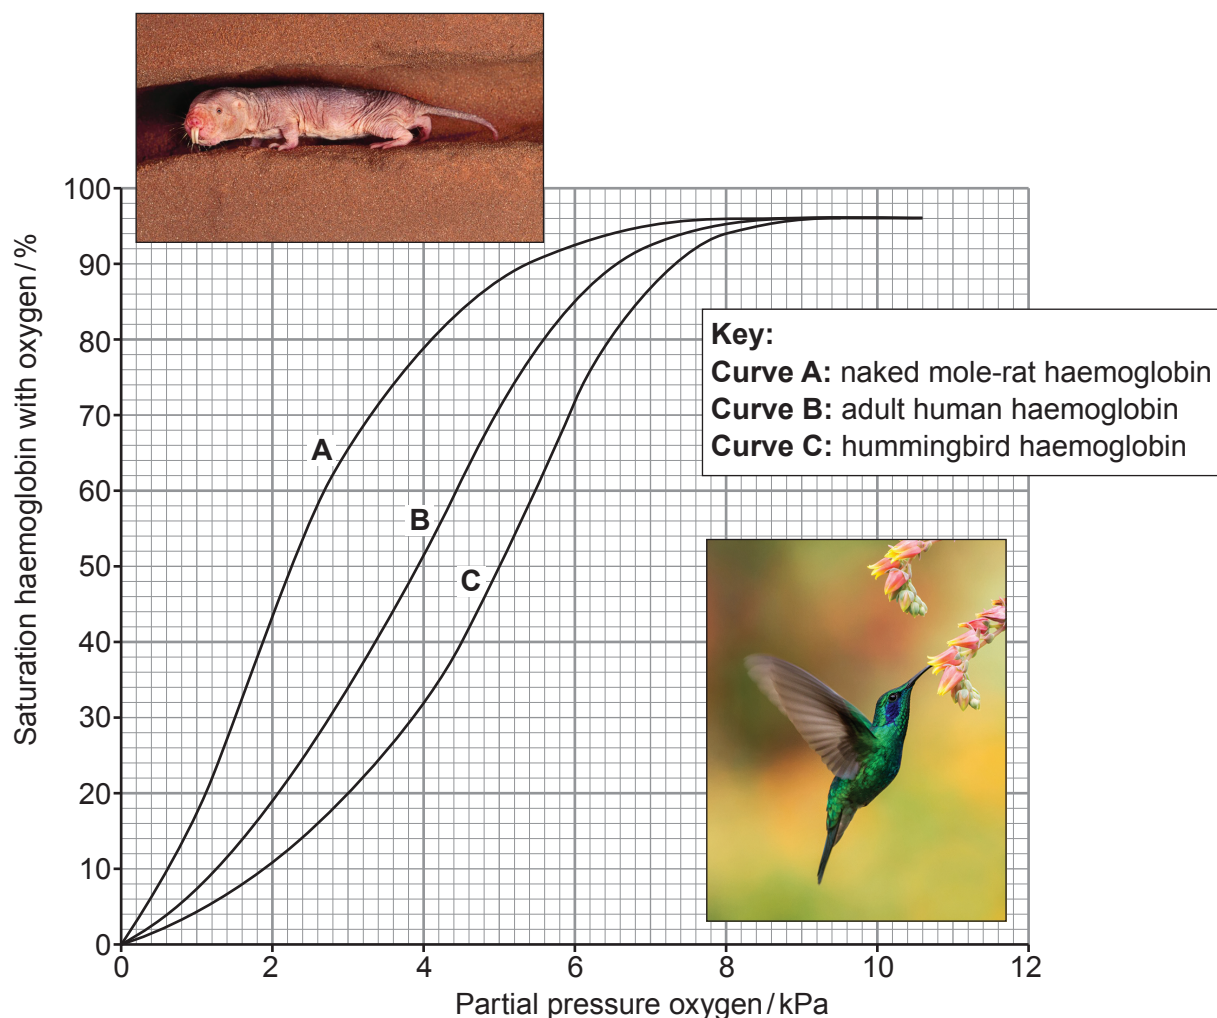 100
90
80
70
60
50
40
30
20
10
0
Saturation haemoglobin with oxygen / %
A
B
C
Key:
Curve A: naked mole-rat haemoglobin
Curve B: adult human haemoglobin
Curve C: hummingbird haemoglobin
0 2 4 6 8 10 12
Partial pressure oxygen / kPa